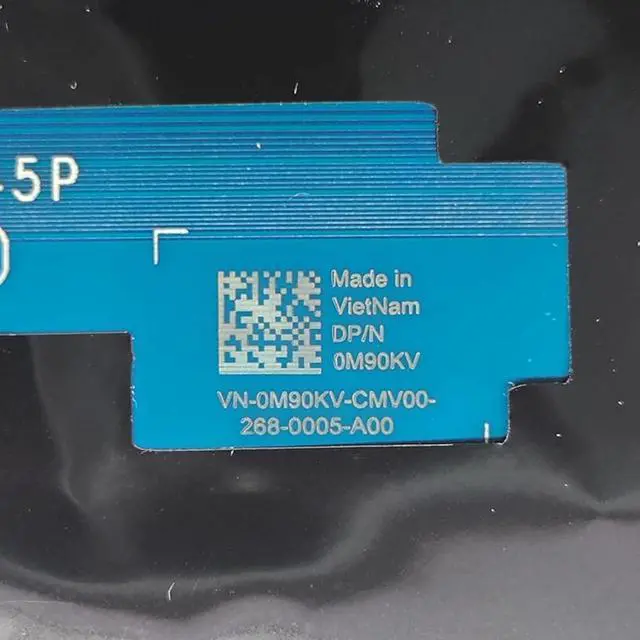 -5P
Made in
VietNam
DP/N
0M90KV
VN-0M90KV-CMV00-
268-0005-A00